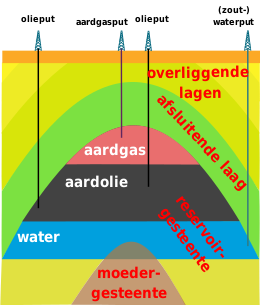 olieput
aardgasput
olieput
(zout-)
waterput
overliggende
lagen
afsluitende laag
aardgas
aardolie
reservoir-
gesteente
water
moeder-
gesteente